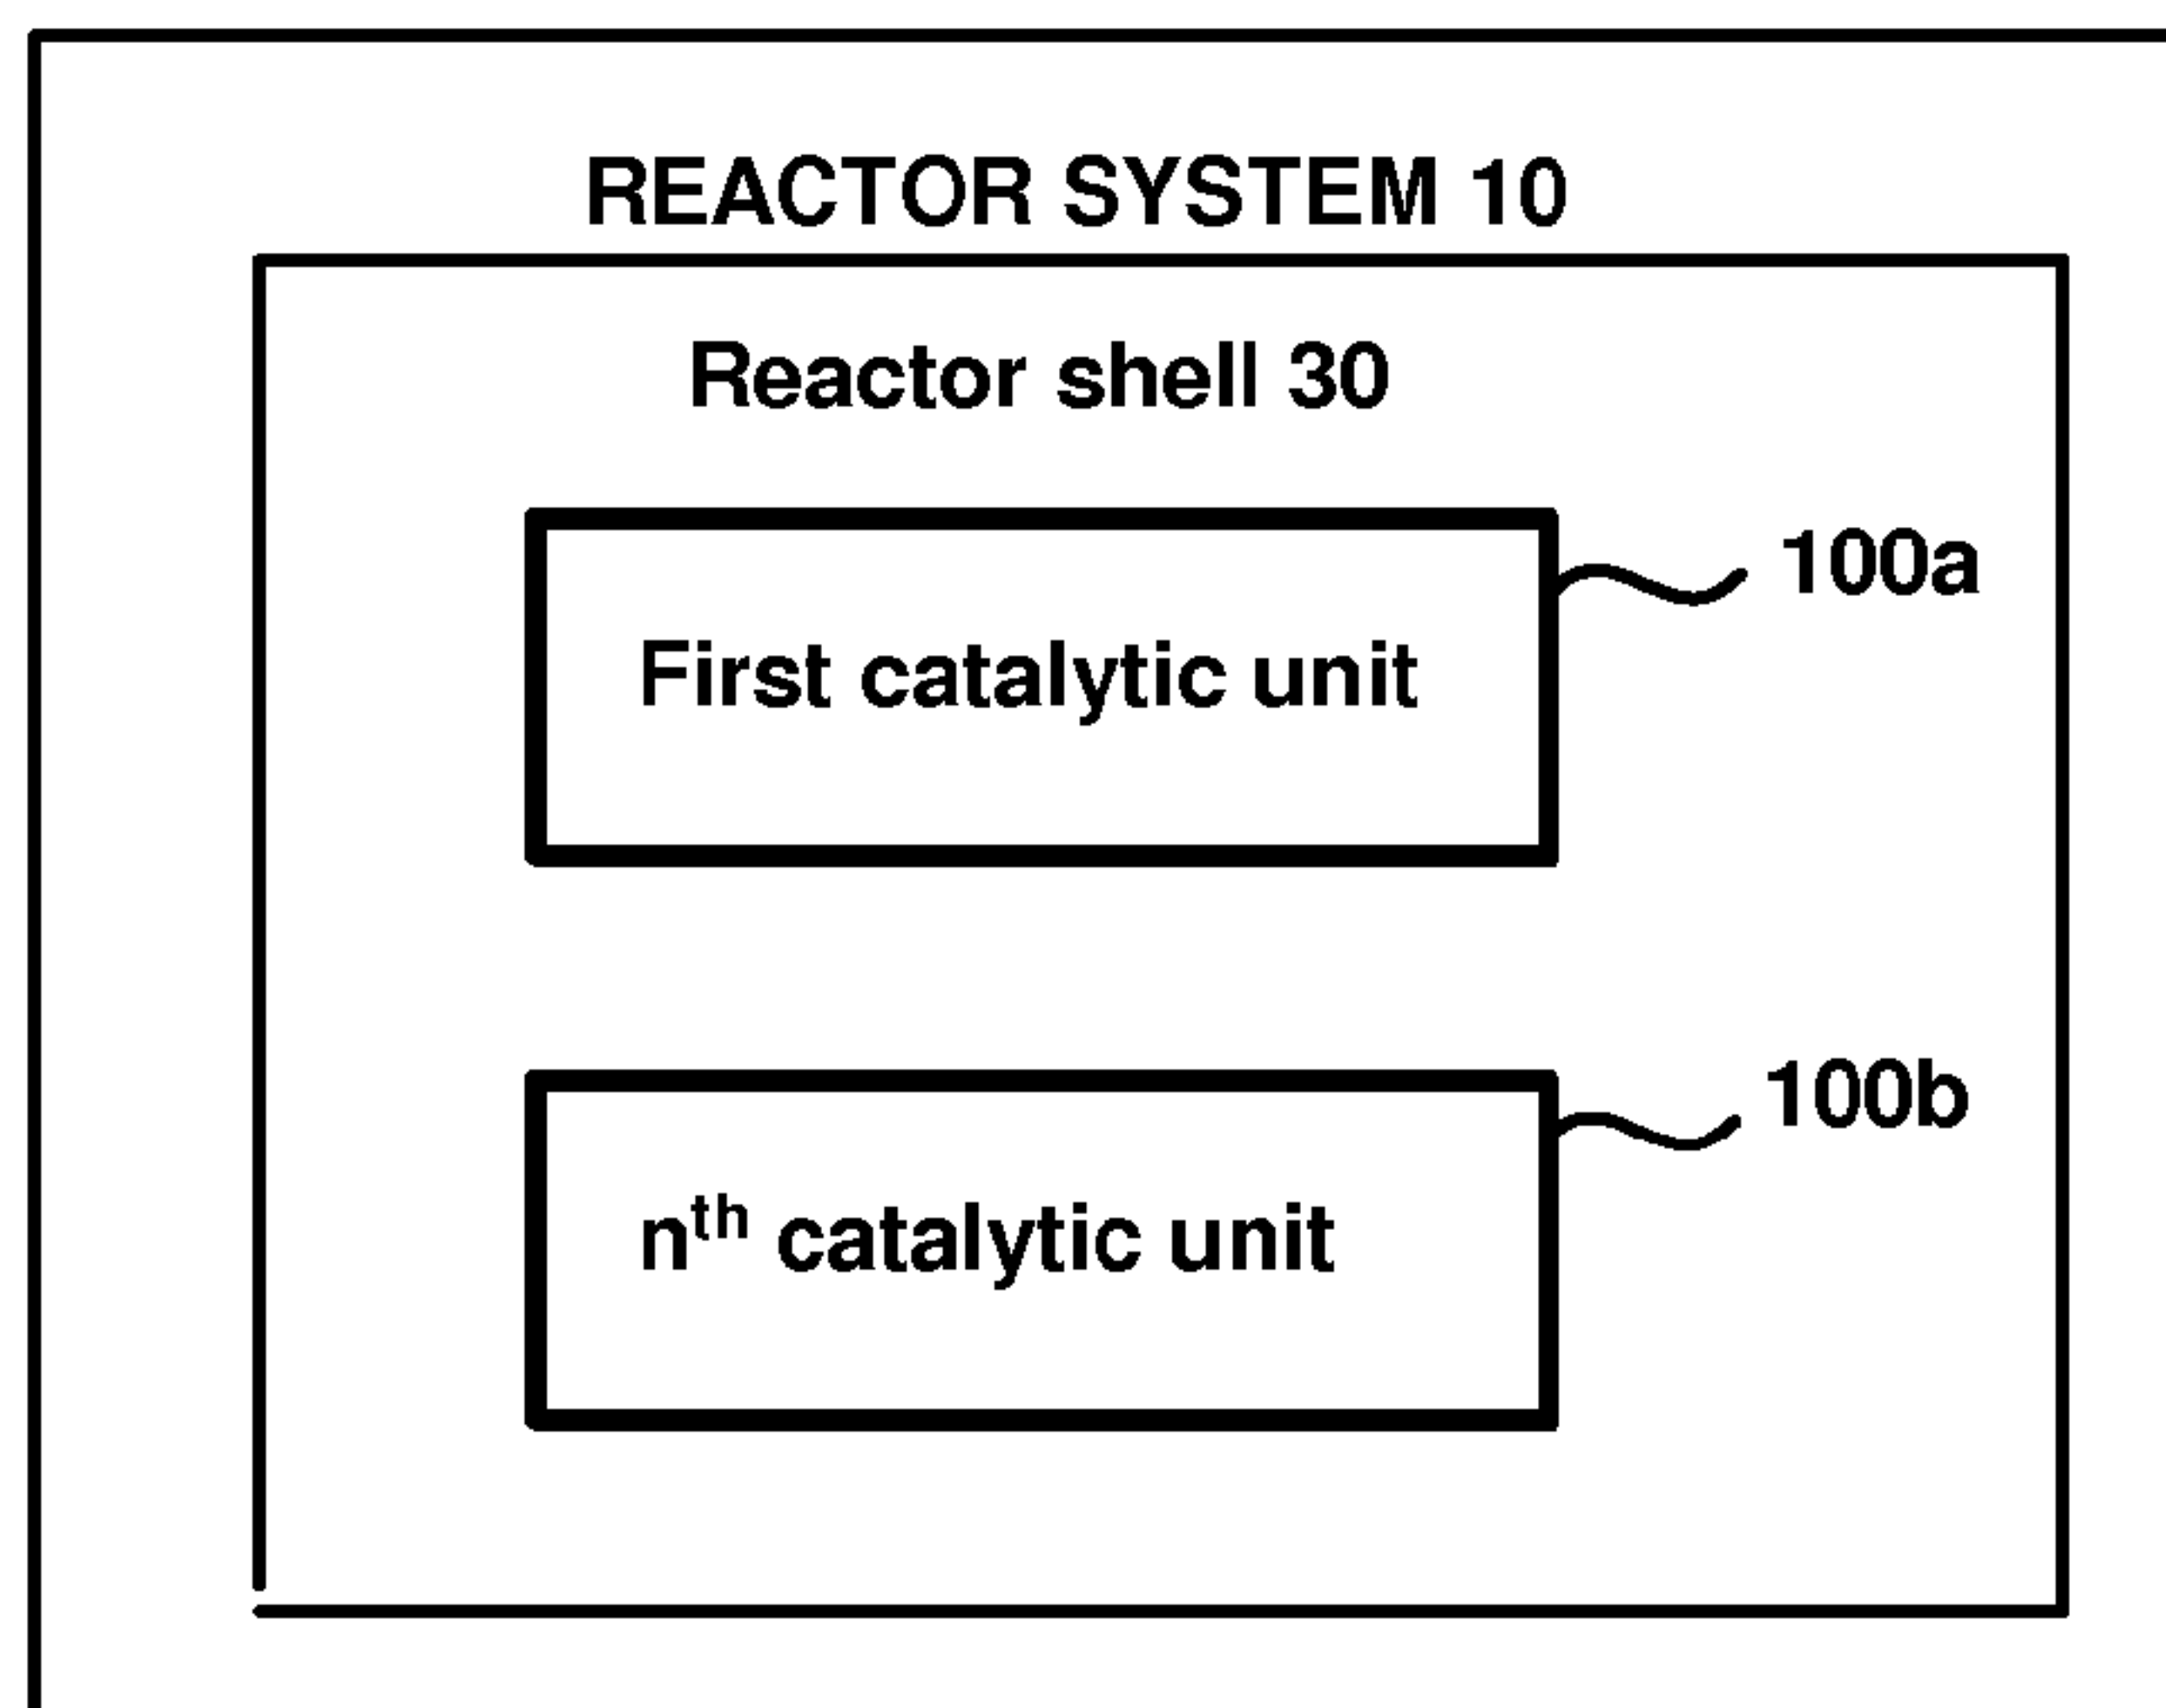 REACTOR SYSTEM 10
Reactor shell 30
100a
First catalytic unit
100b
nth catalytic unit